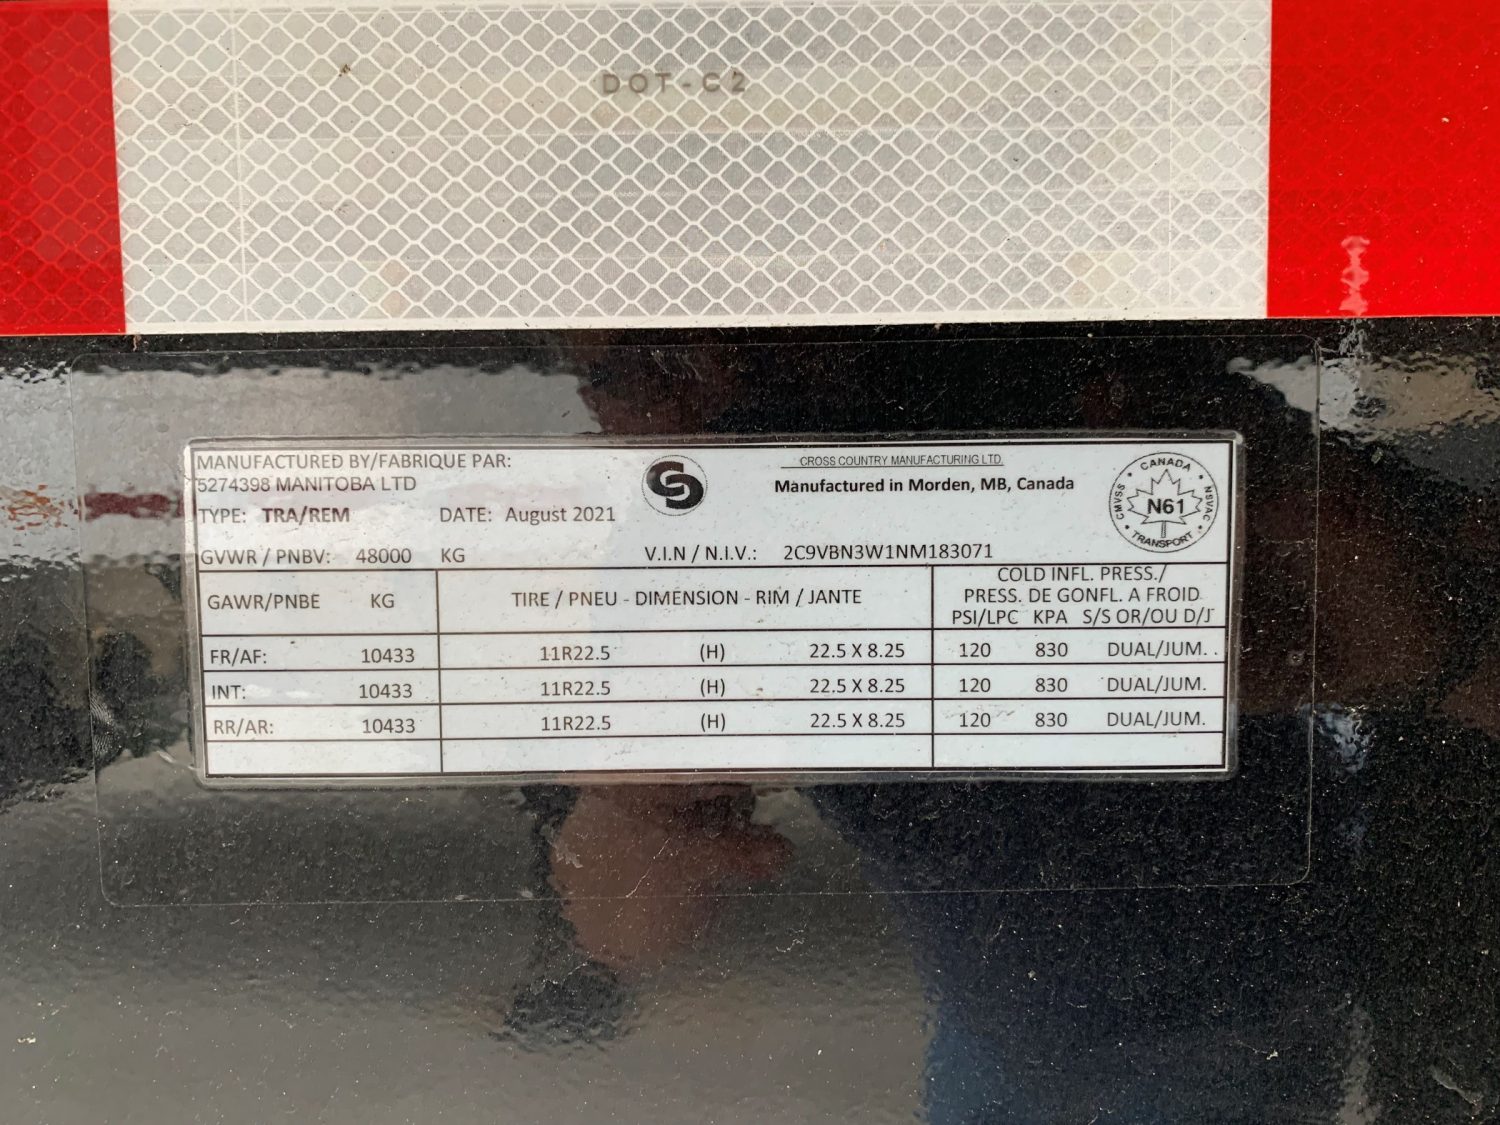 DOT-C2
MANUFACTURED BY/FABRIQUE PAR:
5274398 MANITOBA LTD
CROSS COUNTRY MANUFACTURING LTD.
Manufactured in Morden, MB, Canada
CANADA
CMVSS
N61
NSVAC
TRANSPORT
TYPE: TRA/REM DATE: August 2021
GVWR / PNBV: 48000 KG V.I.N / N.I.V.: 2C9VBN3W1NM183071
GAWR/PNBE KG TIRE / PNEU - DIMENSION - RIM / JANTE
COLD INFL. PRESS./
PRESS. DE GONFL. A FROID
PSI/LPC KPA S/S OR/OU D/J
FR/AF: 10433 11R22.5 (H) 22.5 X 8.25 120 830 DUAL/JUM.
INT: 10433 11R22.5 (H) 22.5 X 8.25 120 830 DUAL/JUM.
RR/AR: 10433 11R22.5 (H) 22.5 X 8.25 120 830 DUAL/JUM.